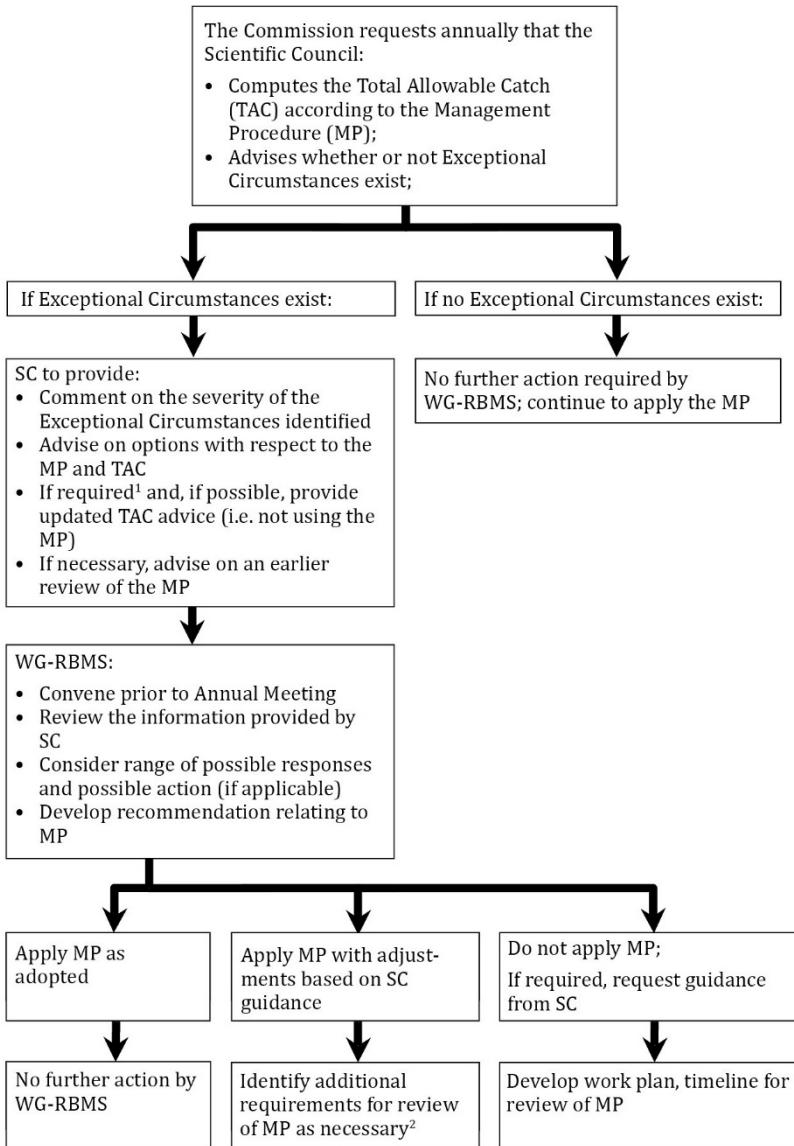 The Commission requests annually that the
Scientific Council:
• Computes the Total Allowable Catch
(TAC) according to the Management
Procedure (MP);
• Advises whether or not Exceptional
Circumstances exist;
If Exceptional Circumstances exist:
If no Exceptional Circumstances exist:
SC to provide:
• Comment on the severity of the
Exceptional Circumstances identified
• Advise on options with respect to the
MP and TAC
• If required¹ and, if possible, provide
updated TAC advice (i.e. not using the
MP)
• If necessary, advise on an earlier
review of the MP
No further action required by
WG-RBMS; continue to apply the MP
WG-RBMS:
• Convene prior to Annual Meeting
• Review the information provided by
SC
• Consider range of possible responses
and possible action (if applicable)
• Develop recommendation relating to
MP
Apply MP as
adopted
Apply MP with adjust-
ments based on SC
guidance
Do not apply MP;
If required, request guidance
from SC
No further action by
WG-RBMS
Identify additional
requirements for review
of MP as necessary²
Develop work plan, timeline for
review of MP